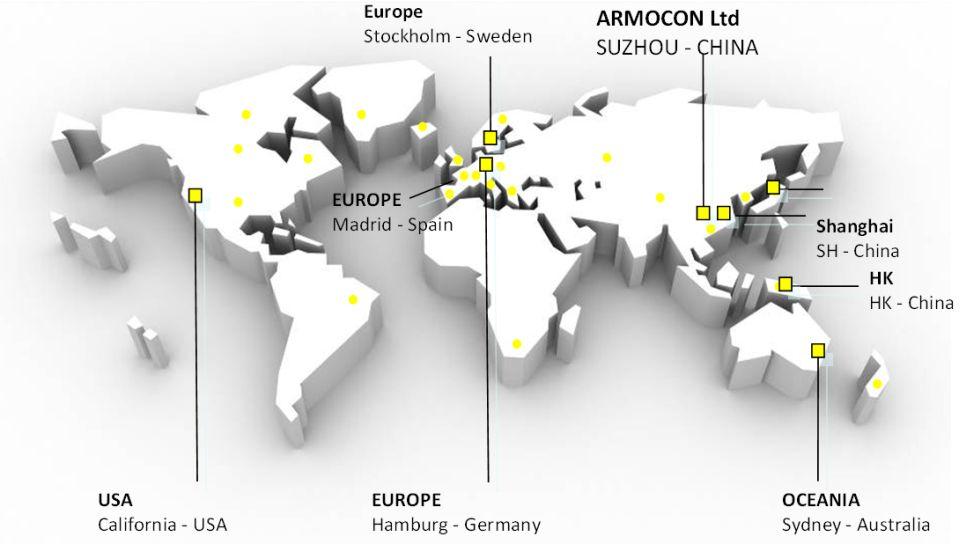 Europe
Stockholm - Sweden
ARMOCON Ltd
SUZHOU - CHINA
EUROPE
Madrid - Spain
Shanghai
SH - China
HK
HK - China
USA
California - USA
EUROPE
Hamburg - Germany
OCEANIA
Sydney - Australia